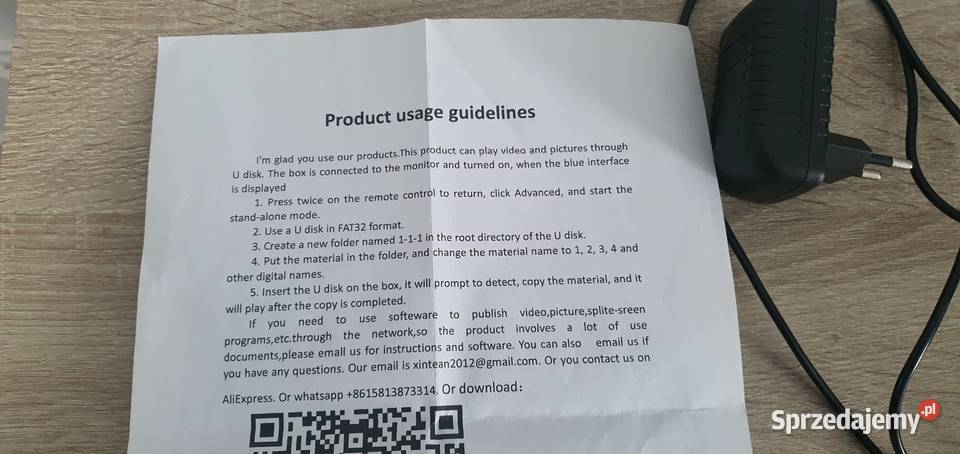 Product usage guidelines
I'm glad you use our products.This product can play video and pictures through
U disk. The box is connected to the monitor and turned on, when the blue interface
is displayed
1. Press twice on the remote control to return, click Advanced, and start the
stand-alone mode.
2. Use a U disk in FAT32 format.
3. Create a new folder named 1-1-1 in the root directory of the U disk.
4. Put the material in the folder, and change the material name to 1, 2, 3, 4 and
other digital names.
5. Insert the U disk on the box, it will prompt to detect, copy the material, and it
will play after the copy is completed.
If you need to use softeware to publish video,picture,splite-sreen
programs,etc.through the network,so the product involves a lot of use
documents,please emall us for instructions and software. You can also email us if
you have any questions. Our email is xintean2012@gmail.com. Or you contact us on
AliExpress. Or whatsapp +8615813873314. Or download:
Sprzedajemy.pl